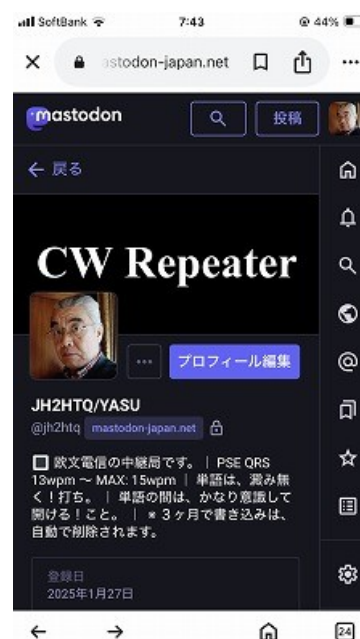 SoftBank 7:43 44%
astodon-japan.net
mastodon 投稿
戻る
CW Repeater
プロフィール編集
JH2HTQ/YASU
@jh2htq mastodon-japan.net
欧文電信の中継局です。 | PSE QRS
13wpm ～ MAX: 15wpm | 単語は、澱み無
く！打ち。 | 単語の間は、かなり意識して
開ける！こと。 | ※ 3ヶ月で書き込みは、
自動で削除されます。
登録日
2025年1月27日
24